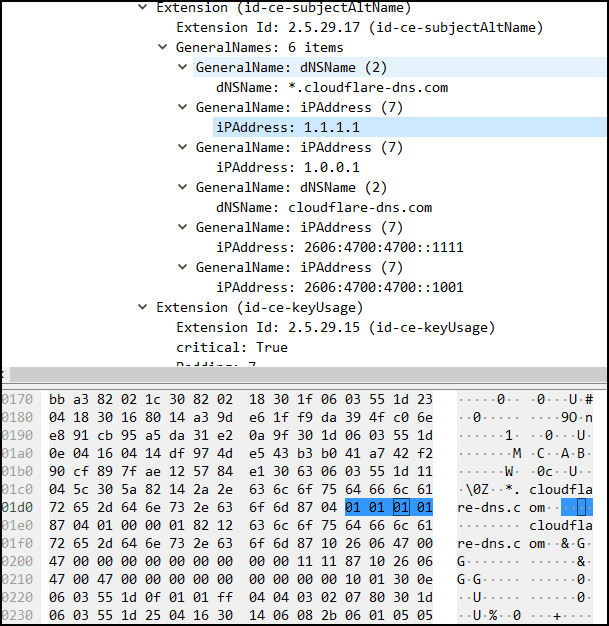 Extension (id-ce-subjectAltName)
Extension Id: 2.5.29.17 (id-ce-subjectAltName)
GeneralNames: 6 items
GeneralName: dNSName (2)
dNSName: *.cloudflare-dns.com
GeneralName: iPAddress (7)
iPAddress: 1.1.1.1
GeneralName: iPAddress (7)
iPAddress: 1.0.0.1
GeneralName: dNSName (2)
dNSName: cloudflare-dns.com
GeneralName: iPAddress (7)
iPAddress: 2606:4700:4700::1111
GeneralName: iPAddress (7)
iPAddress: 2606:4700:4700::1001
Extension (id-ce-keyUsage)
Extension Id: 2.5.29.15 (id-ce-keyUsage)
critical: True
0170 bb a3 82 02 1c 30 82 02 18 30 1f 06 03 55 1d 23 ·····0·· ·0···U·#
0180 04 18 30 16 80 14 a3 9d e6 1f f9 da 39 4f c0 6e ··0····· ····9O·n
0190 e8 91 cb 95 a5 da 31 e2 0a 9f 30 1d 06 03 55 1d ······1· ··0···U·
01a0 0e 04 16 04 14 df 97 4d e5 43 b3 b0 41 a7 42 f2 ·······M ·C··A·B·
01b0 90 cf 89 7f ae 12 57 84 e1 30 63 06 03 55 1d 11 ······W· ·0c··U··
01c0 04 5c 30 5a 82 14 2a 2e 63 6c 6f 75 64 66 6c 61 ·\0Z··*. cloudfla
01d0 72 65 2d 64 6e 73 2e 63 6f 6d 87 04 01 01 01 01 re-dns.c om······
01e0 87 04 01 00 00 01 82 12 63 6c 6f 75 64 66 6c 61 ········ cloudfla
01f0 72 65 2d 64 6e 73 2e 63 6f 6d 87 10 26 06 47 00 re-dns.c om··&·G·
0200 47 00 00 00 00 00 00 00 00 00 11 11 87 10 26 06 G······· ······&·
0210 47 00 47 00 00 00 00 00 00 00 00 00 10 01 30 0e G·G····· ······0·
0220 06 03 55 1d 0f 01 01 ff 04 04 03 02 07 80 30 1d ··U····· ······0·
0230 06 03 55 1d 25 04 16 30 14 06 08 2b 06 01 05 05 ··U·%··0 ···+····